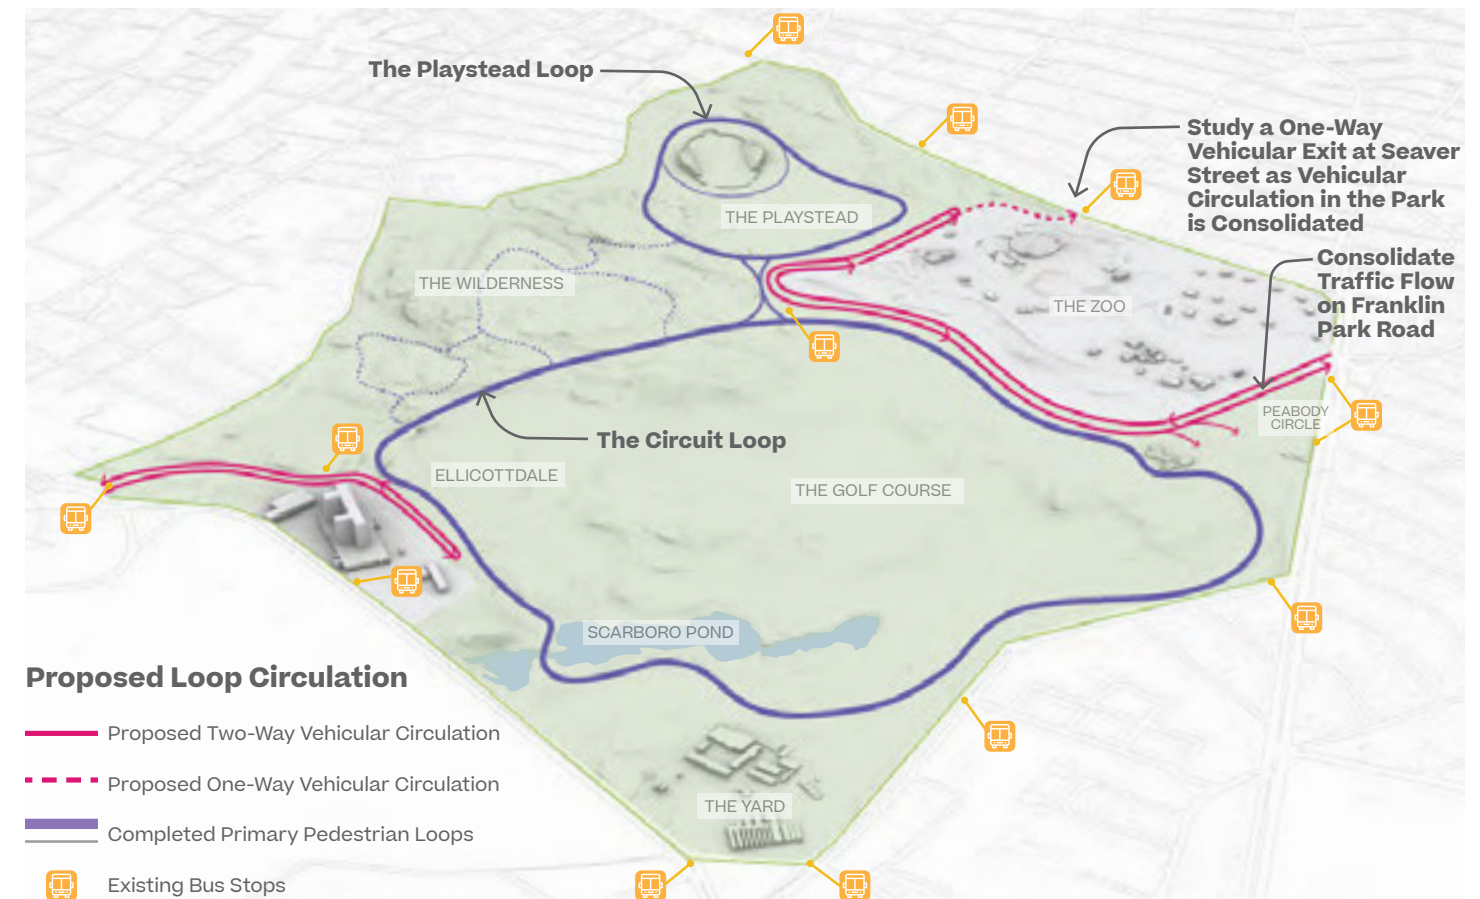 The Playstead Loop
Study a One-Way
Vehicular Exit at Seaver
Street as Vehicular
Circulation in the Park
is Consolidated
THE PLAYSTEAD
Consolidate
Traffic Flow
on Franklin
Park Road
THE WILDERNESS
THE ZOO
PEABODY
CIRCLE
The Circuit Loop
ELLICOTTDALE
THE GOLF COURSE
SCARBORO POND
THE YARD
Proposed Loop Circulation
Proposed Two-Way Vehicular Circulation
Proposed One-Way Vehicular Circulation
Completed Primary Pedestrian Loops
Existing Bus Stops